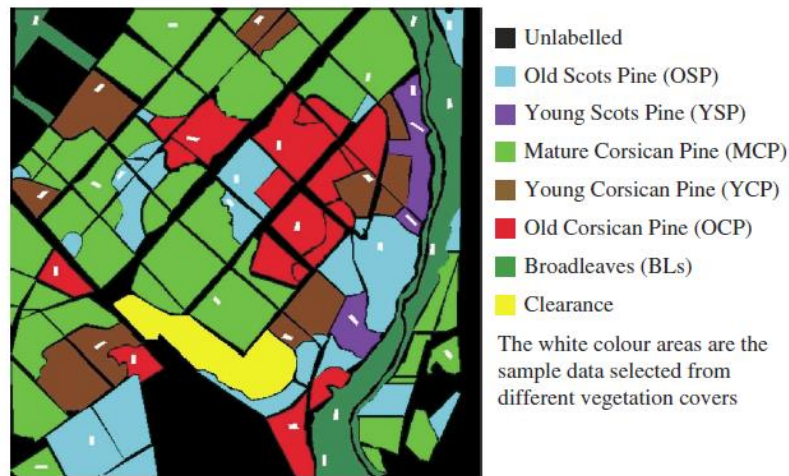 Unlabelled
Old Scots Pine (OSP)
Young Scots Pine (YSP)
Mature Corsican Pine (MCP)
Young Corsican Pine (YCP)
Old Corsican Pine (OCP)
Broadleaves (BLs)
Clearance
The white colour areas are the
sample data selected from
different vegetation covers